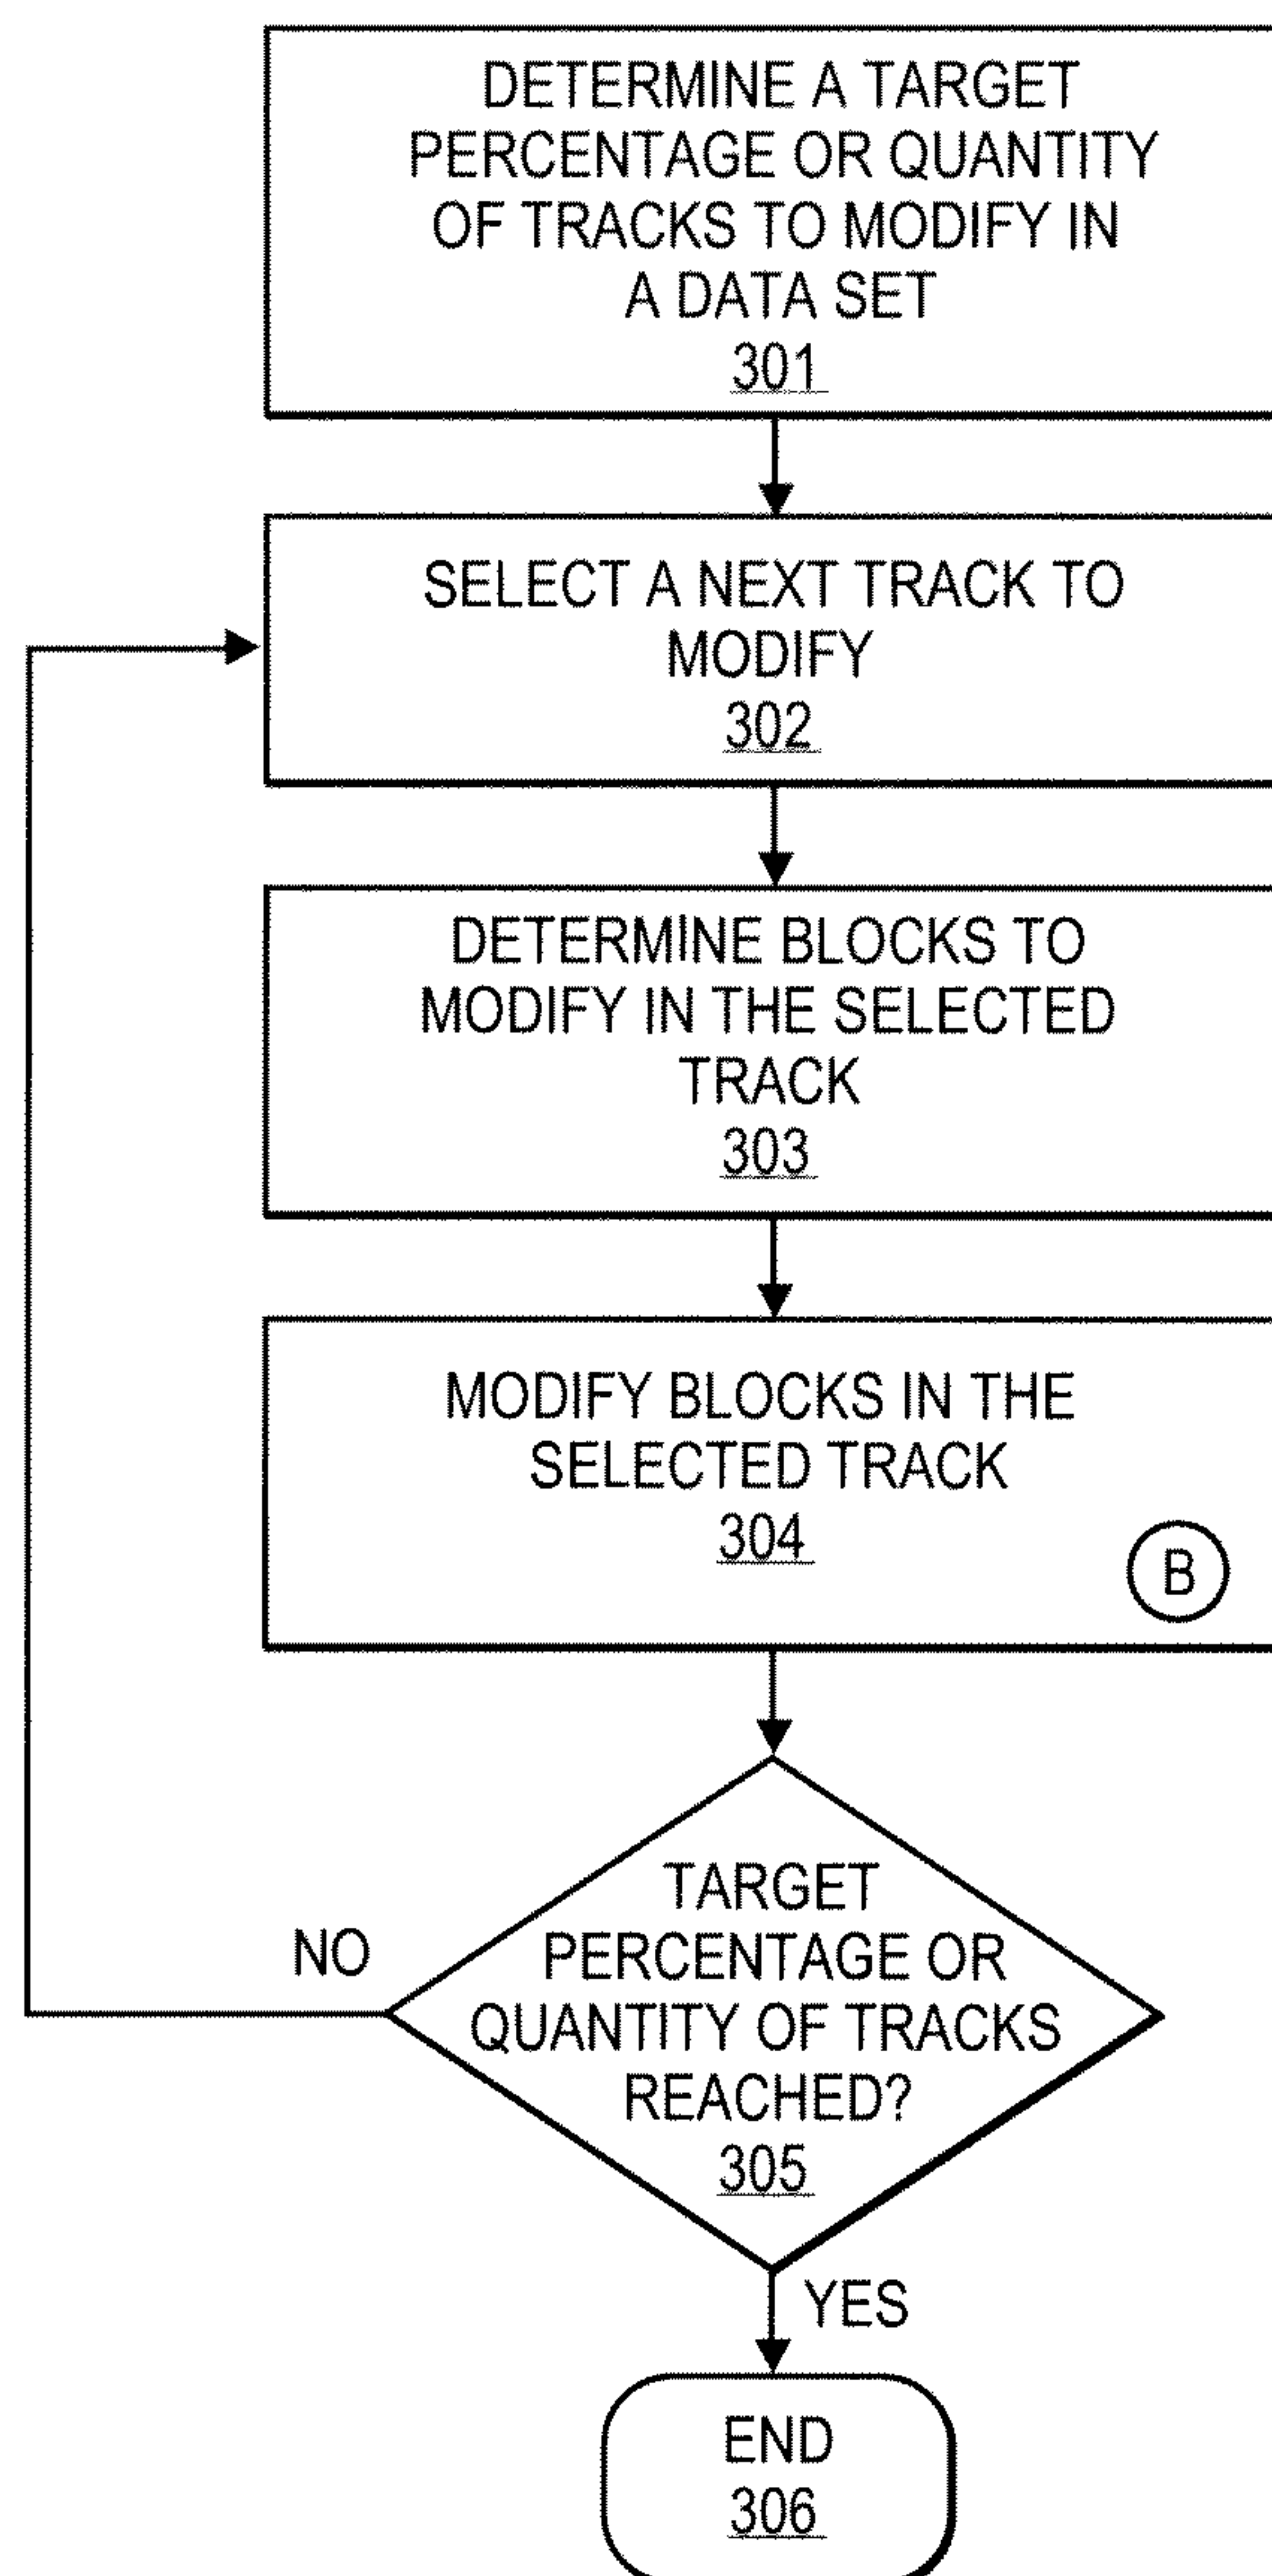 DETERMINE A TARGET
PERCENTAGE OR QUANTITY
OF TRACKS TO MODIFY IN
A DATA SET
301
SELECT A NEXT TRACK TO
MODIFY
302
DETERMINE BLOCKS TO
MODIFY IN THE SELECTED
TRACK
303
MODIFY BLOCKS IN THE
SELECTED TRACK
304
B
TARGET
PERCENTAGE OR
QUANTITY OF TRACKS
REACHED?
305
NO
YES
END
306